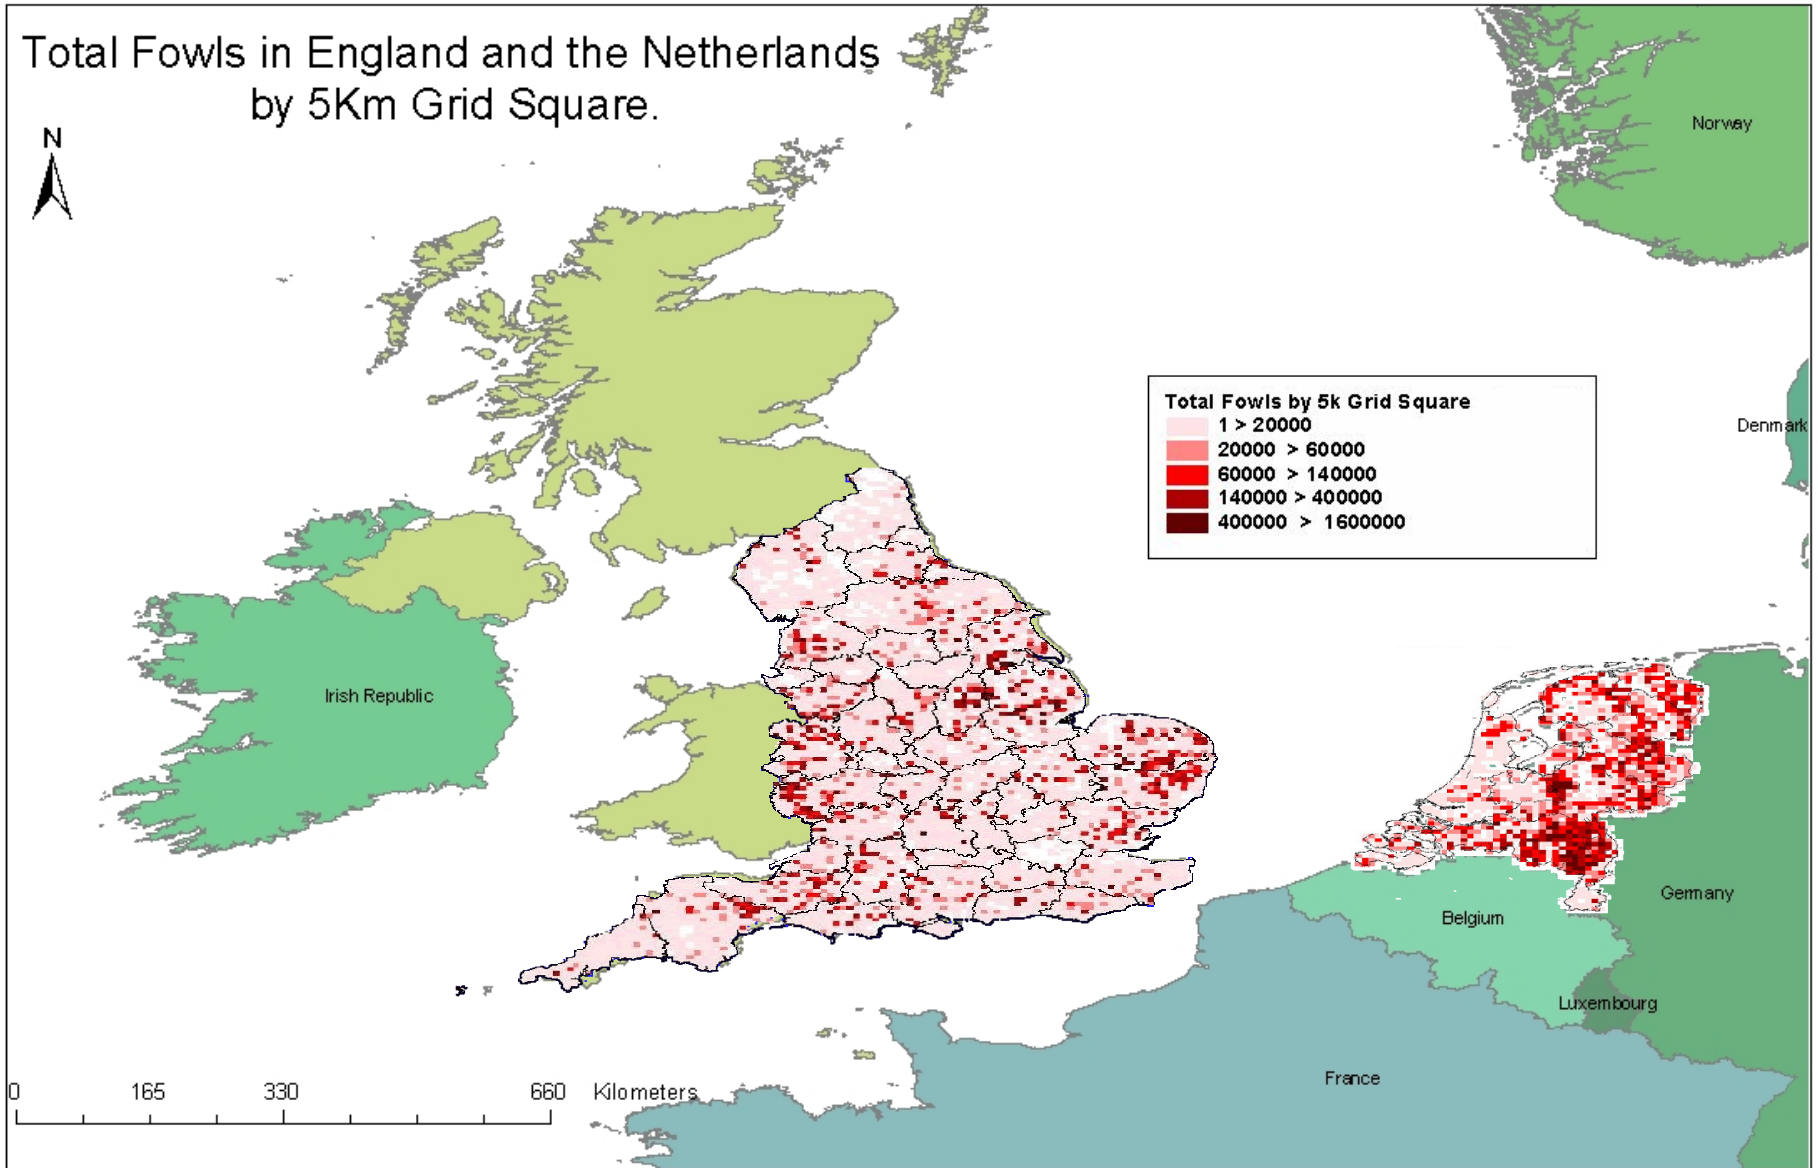 Total Fowls in England and the Netherlands
by 5Km Grid Square.
N
Norway
Total Fowls by 5k Grid Square
1 > 20000
20000 > 60000
60000 > 140000
140000 > 400000
400000 > 1600000
Denmark
Irish Republic
Germany
Belgium
Luxembourg
France
0 165 330 660 Kilometers